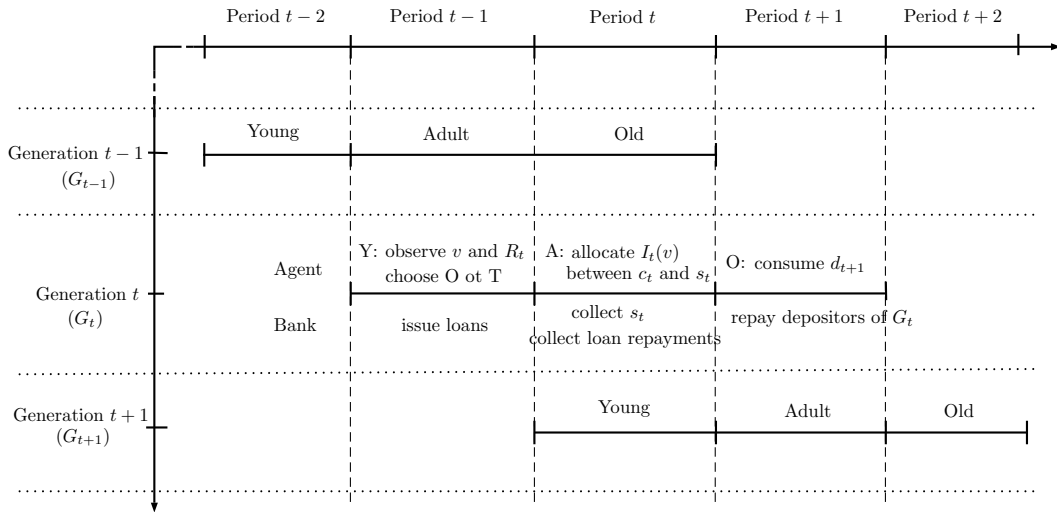 Period t − 2 Period t − 1 Period t Period t + 1 Period t + 2
Young Adult Old
Generation t − 1
(G_{t−1})
Y: observe v and R_t A: allocate I_t(v)
Agent choose O ot T between c_t and s_t O: consume d_{t+1}
Generation t
(G_t)
Bank issue loans collect s_t repay depositors of G_t
collect loan repayments
Young Adult Old
Generation t + 1
(G_{t+1})